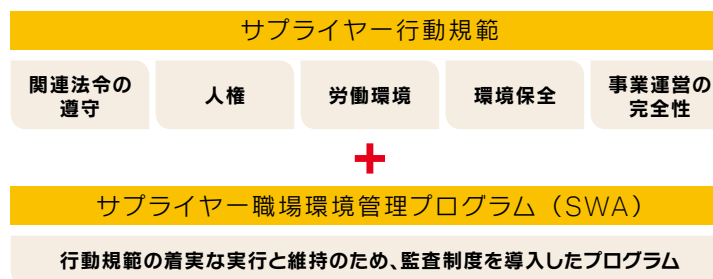 サプライヤー行動規範
関連法令の
遵守
人権
労働環境
環境保全
事業運営の
完全性
+
サプライヤー職場環境管理プログラム（SWA）
行動規範の着実な実行と維持のため、監査制度を導入したプログラム